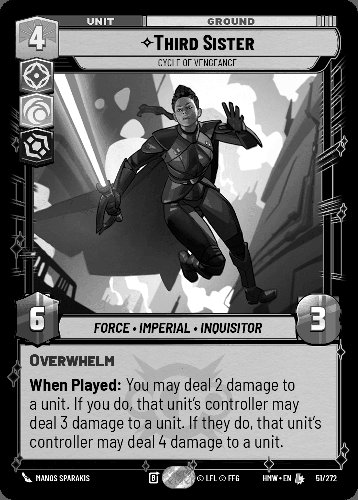 UNIT
GROUND
4
THIRD SISTER
CYCLE OF VENGEANCE
6
3
FORCE • IMPERIAL • INQUISITOR
OVERWHELM
When Played: You may deal 2 damage to
a unit. If you do, that unit's controller may
deal 3 damage to a unit. If they do, that unit's
controller may deal 4 damage to a unit.
MANOS SPARAKIS
© LFL © FFG
HMW • EN
51/272